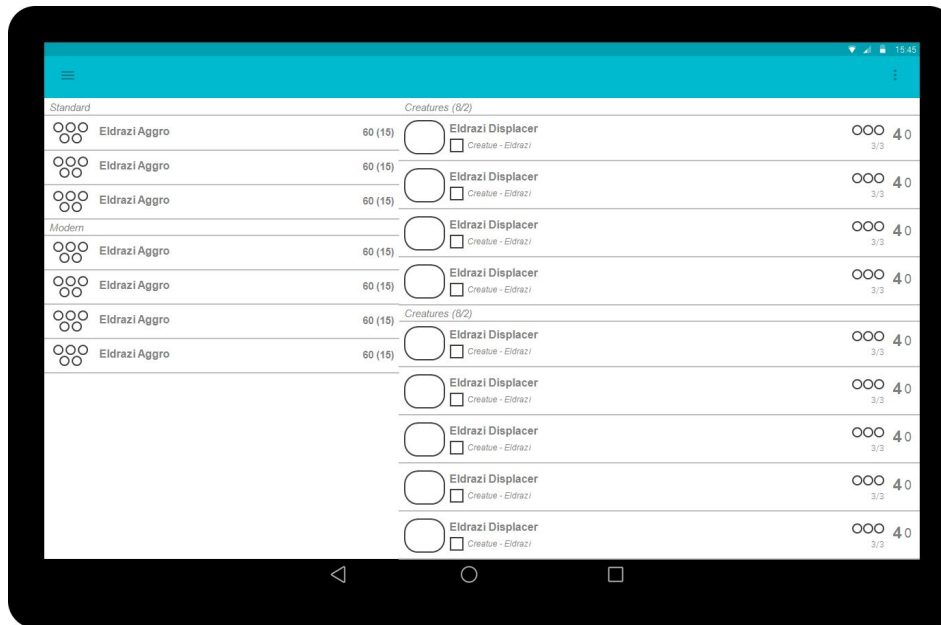 15:45
Standard
Eldrazi Aggro 60 (15)
Eldrazi Aggro 60 (15)
Eldrazi Aggro 60 (15)
Modern
Eldrazi Aggro 60 (15)
Eldrazi Aggro 60 (15)
Eldrazi Aggro 60 (15)
Eldrazi Aggro 60 (15)
Creatures (8/2)
Eldrazi Displacer 4 0
Creatue - Eldrazi 3/3
Eldrazi Displacer 4 0
Creatue - Eldrazi 3/3
Eldrazi Displacer 4 0
Creatue - Eldrazi 3/3
Eldrazi Displacer 4 0
Creatue - Eldrazi 3/3
Creatures (8/2)
Eldrazi Displacer 4 0
Creatue - Eldrazi 3/3
Eldrazi Displacer 4 0
Creatue - Eldrazi 3/3
Eldrazi Displacer 4 0
Creatue - Eldrazi 3/3
Eldrazi Displacer 4 0
Creatue - Eldrazi 3/3
Eldrazi Displacer 4 0
Creatue - Eldrazi 3/3